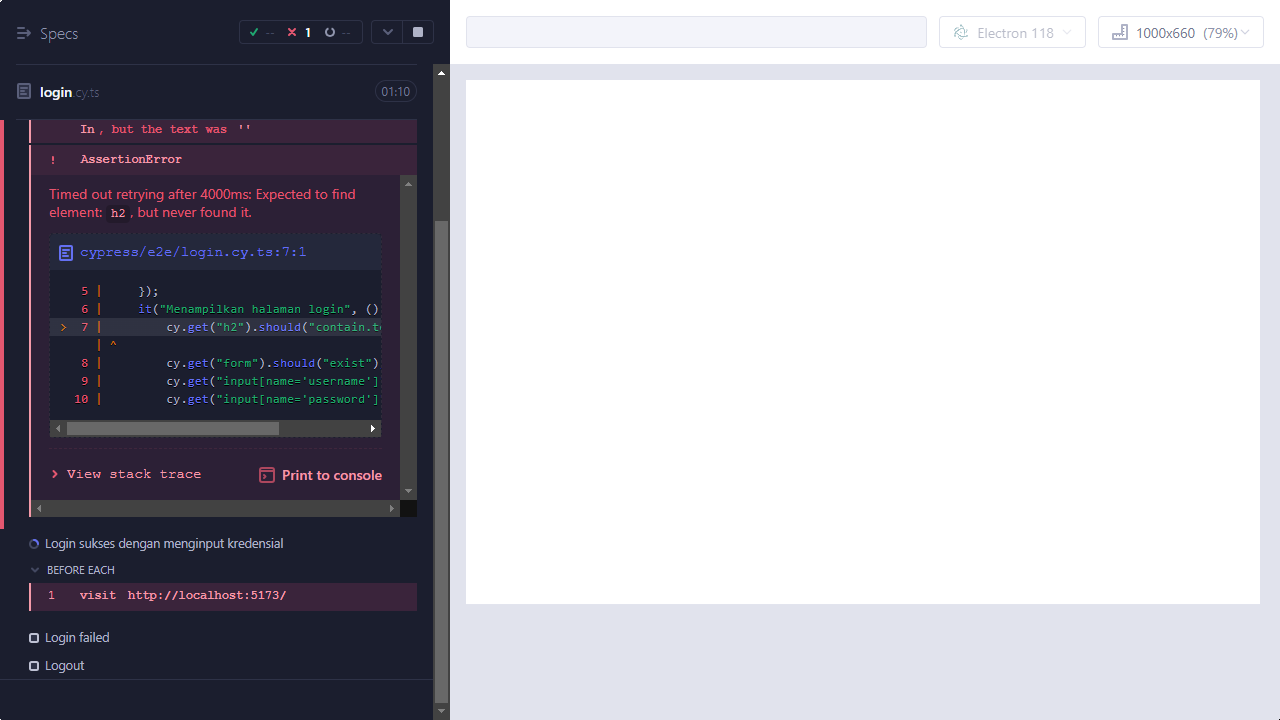 Specs
-- 1 --
Electron 118
1000x660 (79%)
login.cy.ts
01:10
In, but the text was ''
! AssertionError
Timed out retrying after 4000ms: Expected to find
element: h2, but never found it.
cypress/e2e/login.cy.ts:7:1
5 | });
6 | it("Menampilkan halaman login", ()
> 7 | cy.get("h2").should("contain.te
| ^
8 | cy.get("form").should("exist")
9 | cy.get("input[name='username']
10 | cy.get("input[name='password']
> View stack trace
Print to console
Login sukses dengan menginput kredensial
BEFORE EACH
1 visit http://localhost:5173/
Login failed
Logout